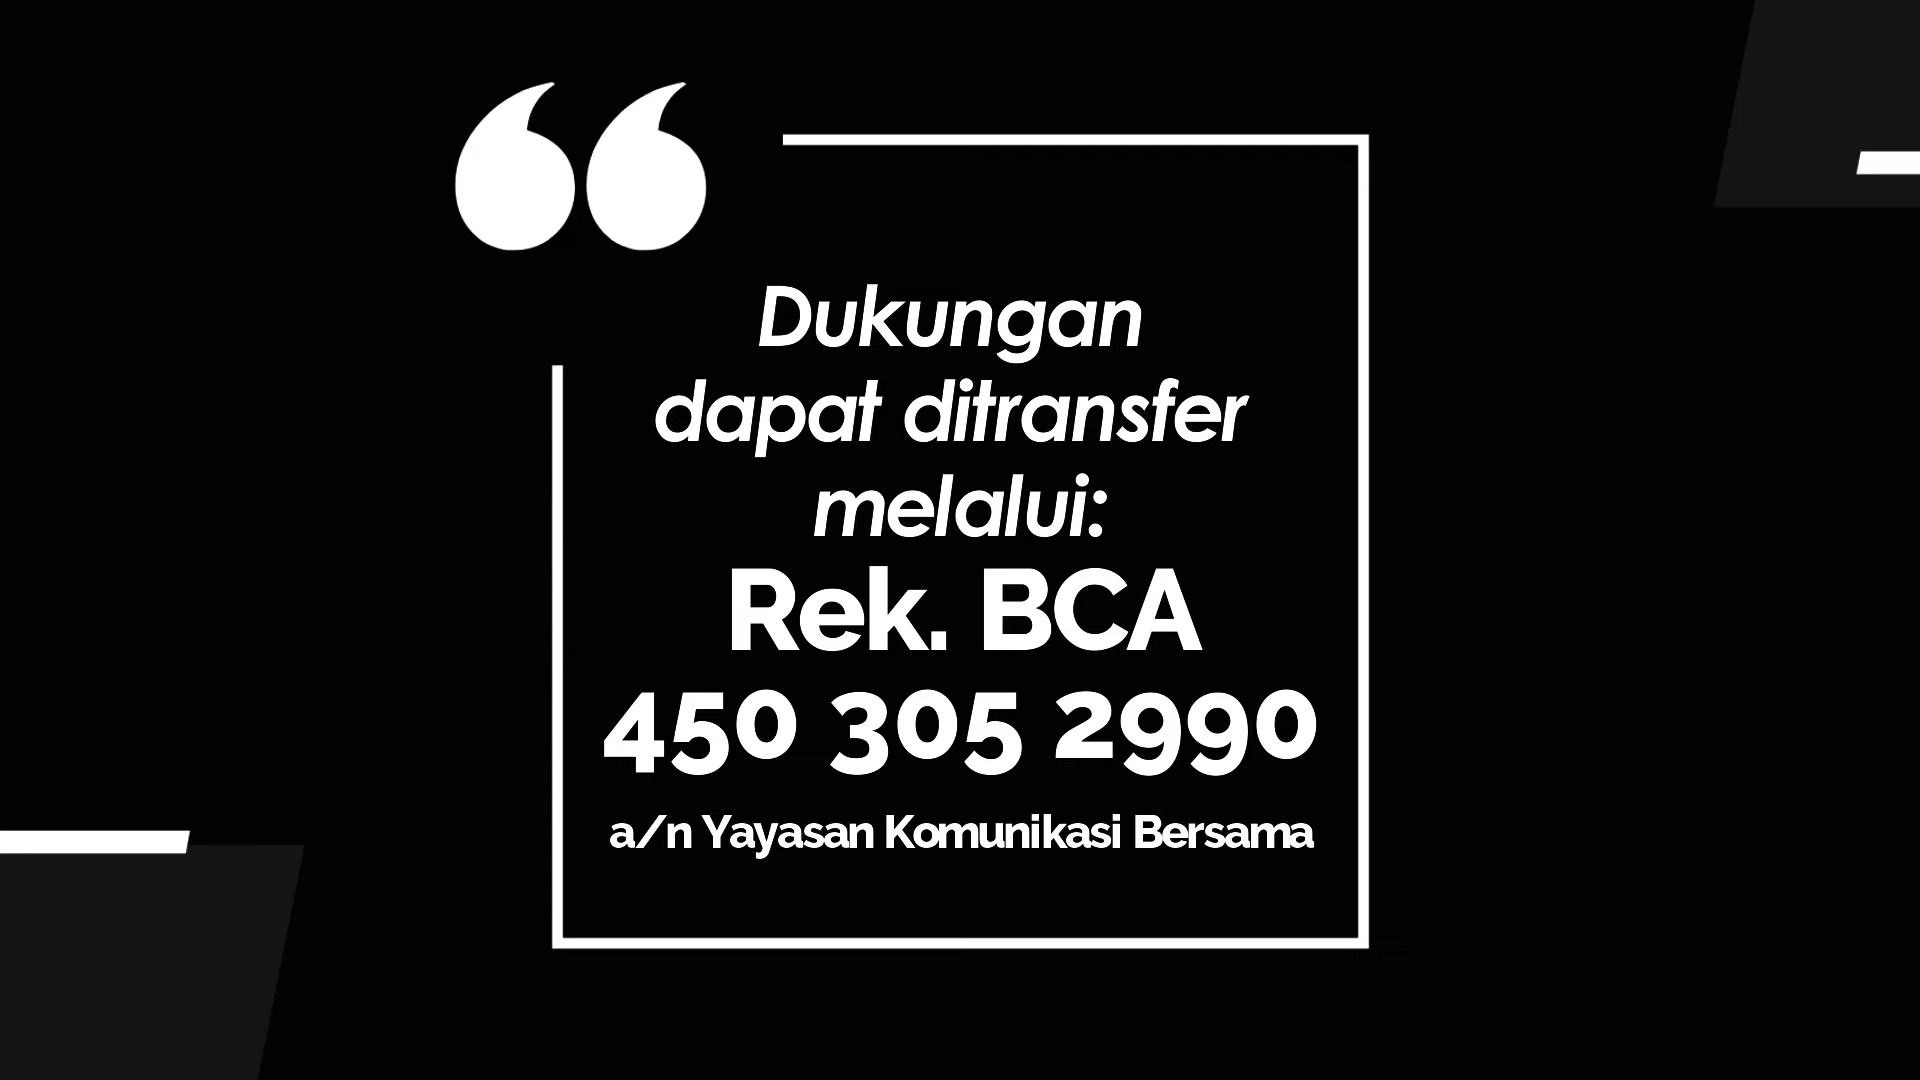 Dukungan
dapat ditransfer
melalui:
Rek. BCA
450 305 2990
a/n Yayasan Komunikasi Bersama